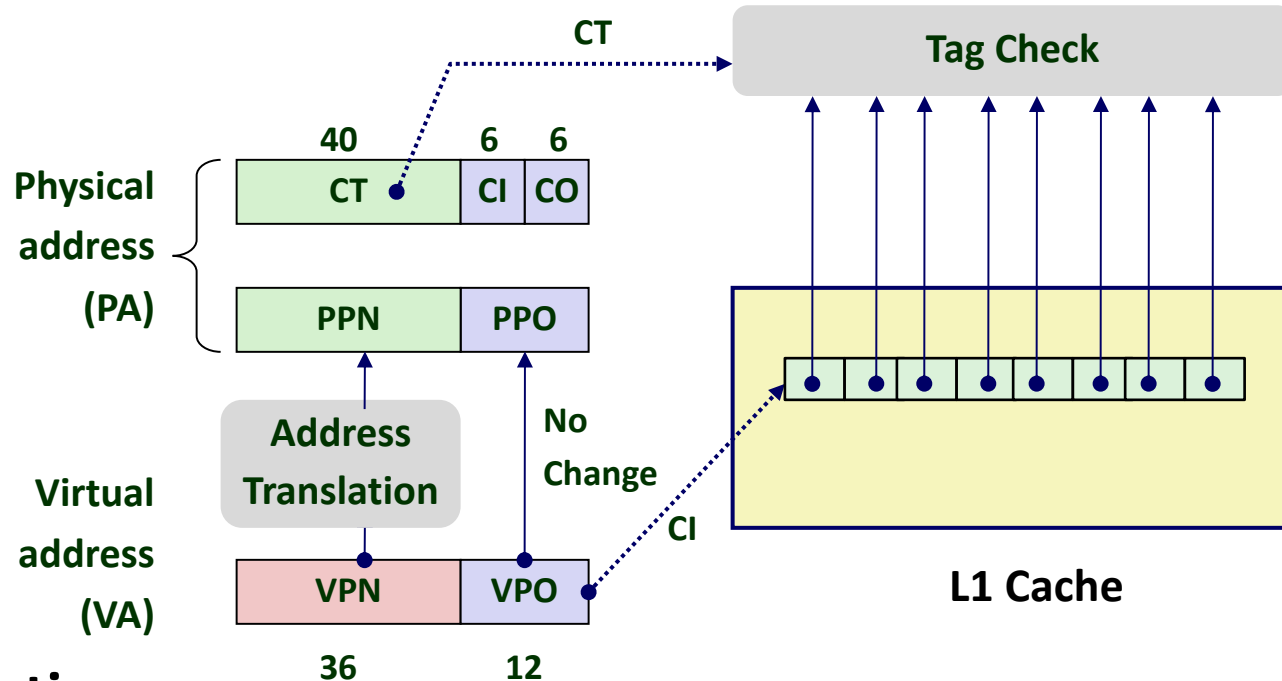 CT
Tag Check
40 6 6
CT CI CO
Physical
address
(PA)
PPN PPO
Address
Translation
No
Change
CI
Virtual
address
(VA)
VPN VPO
36 12
L1 Cache